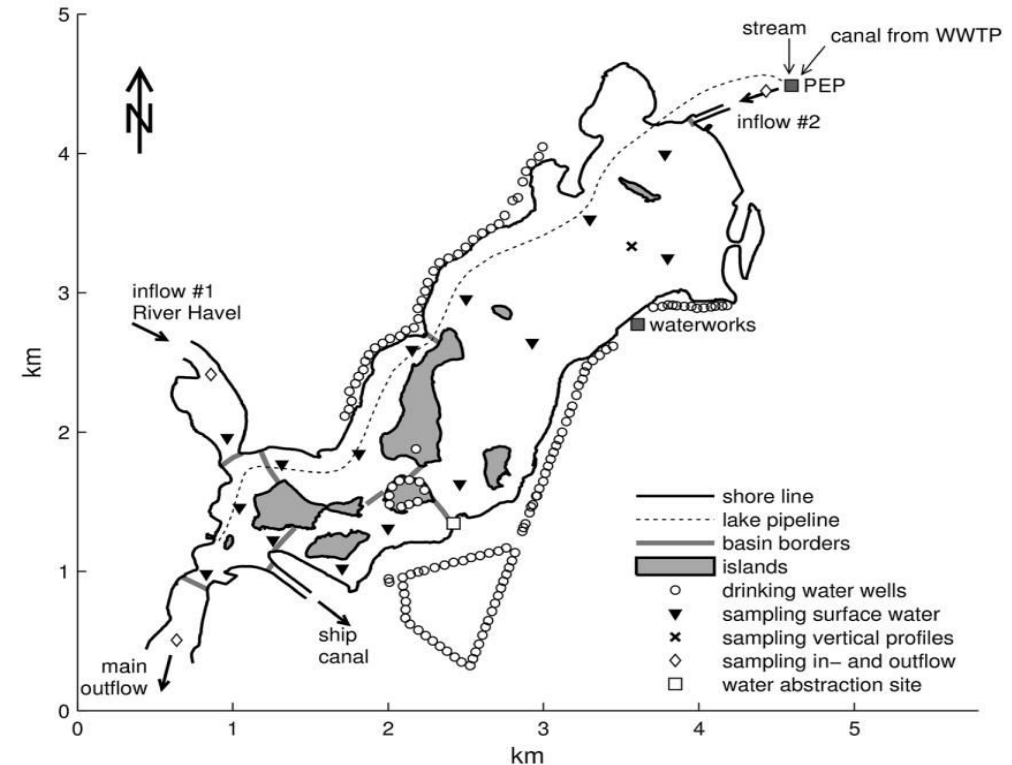 5
stream
canal from WWTP
PEP
inflow #2
N
4
3
inflow #1
River Havel
waterworks
km
2
shore line
lake pipeline
basin borders
islands
drinking water wells
sampling surface water
sampling vertical profiles
sampling in− and outflow
water abstraction site
1
ship
canal
main
outflow
0
0 1 2 3 4 5
km